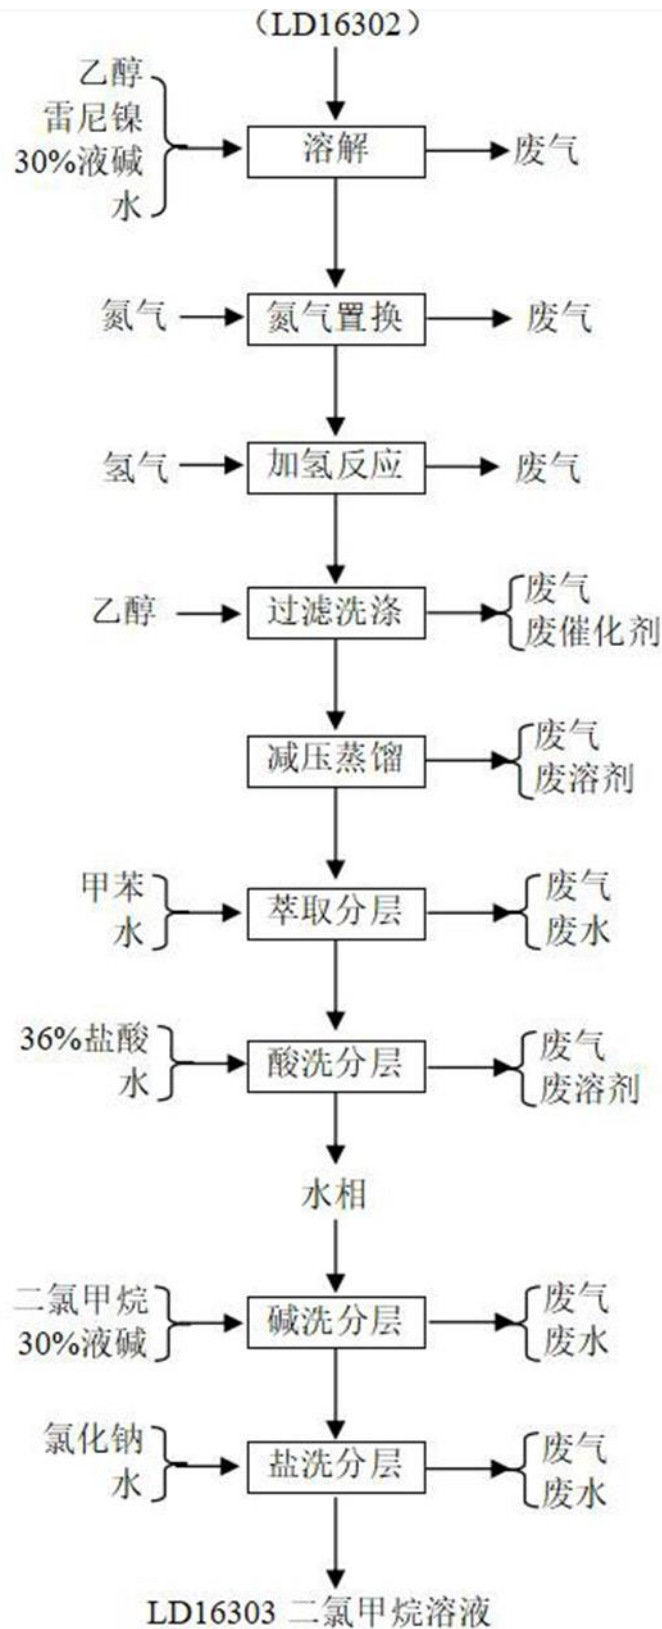 （LD16302）
乙醇
雷尼镍
30%液碱
水
溶解
废气
氮气
氮气置换
废气
氢气
加氢反应
废气
乙醇
过滤洗涤
废气
废催化剂
减压蒸馏
废气
废溶剂
甲苯
水
萃取分层
废气
废水
36%盐酸
水
酸洗分层
废气
废溶剂
水相
二氯甲烷
30%液碱
碱洗分层
废气
废水
氯化钠
水
盐洗分层
废气
废水
LD16303 二氯甲烷溶液